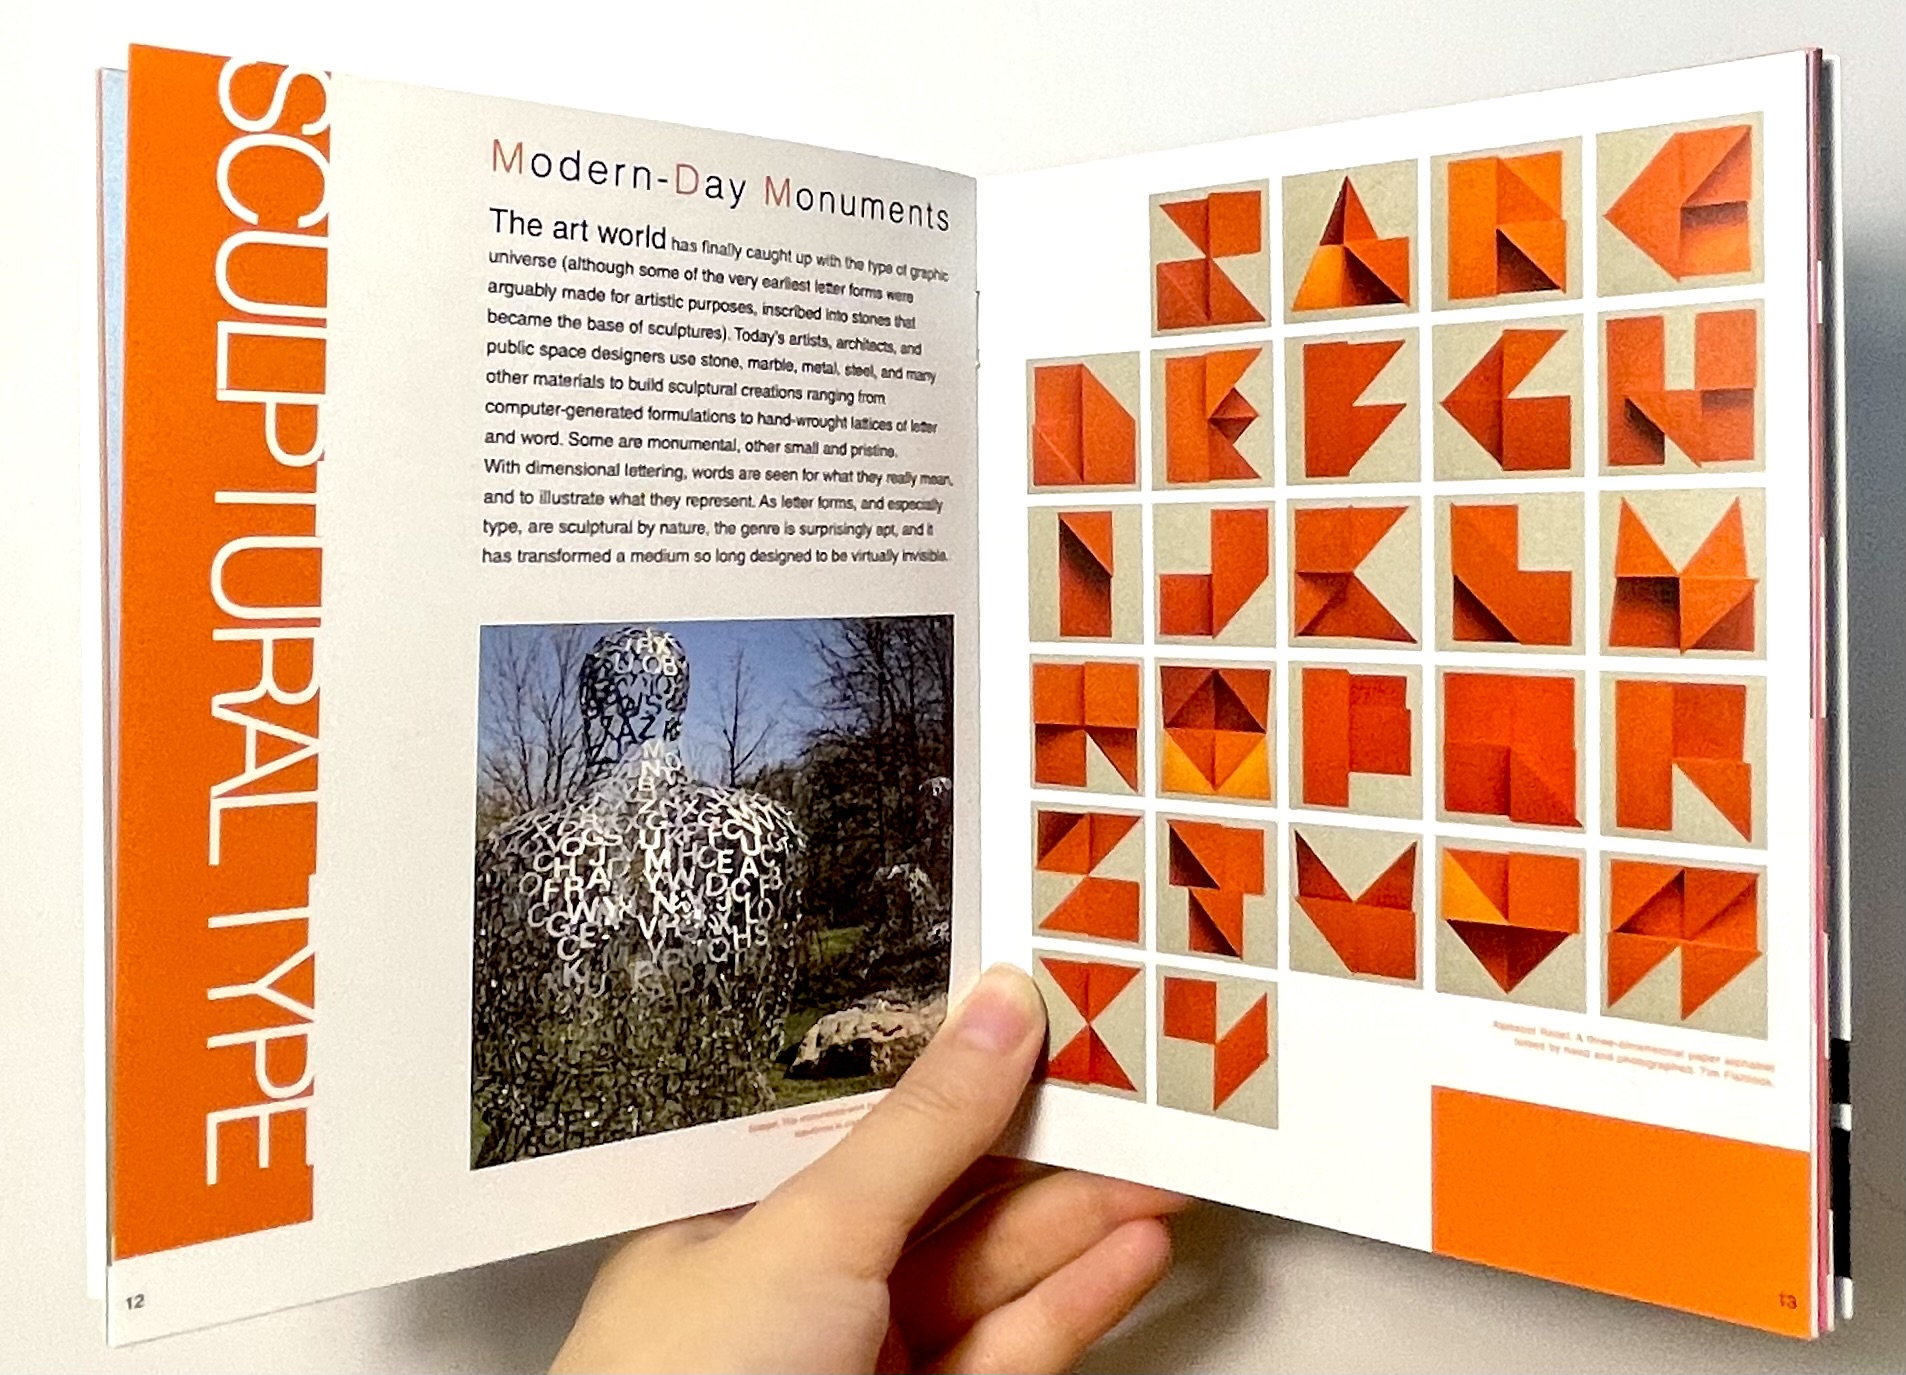 SCULPTURAL TYPE
Modern-Day Monuments
The art world has finally caught up with the type of graphic
universe (although some of the very earliest letter forms were
arguably made for artistic purposes, inscribed into stones that
became the base of sculptures). Today's artists, architects, and
public space designers use stone, marble, metal, steel, and many
other materials to build sculptural creations ranging from
computer-generated formulations to hand-wrought lattices of letter
and word. Some are monumental, other small and pristine.
With dimensional lettering, words are seen for what they really mean,
and to illustrate what they represent. As letter forms, and especially
type, are sculptural by nature, the genre is surprisingly apt, and it
has transformed a medium so long designed to be virtually invisible.
12
A B C
D E F G H
I J K L M
N O P Q R
S T U V W
X Y
A three-dimensional paper alphabet
folded by hand and photographed. Tim Fishlock.
13